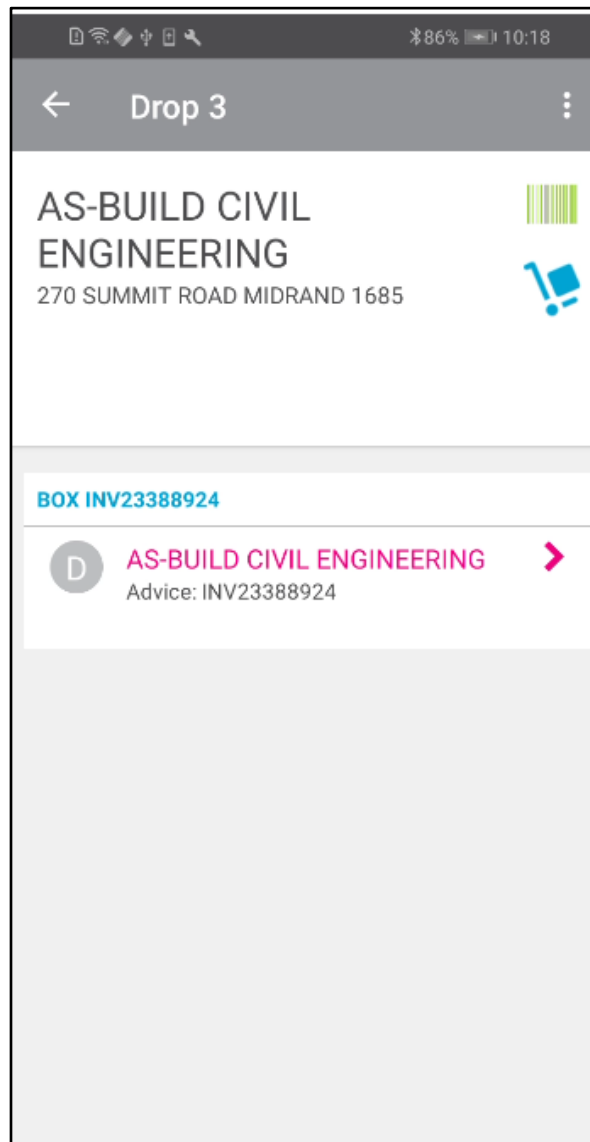 86% 10:18
Drop 3
AS-BUILD CIVIL
ENGINEERING
270 SUMMIT ROAD MIDRAND 1685
BOX INV23388924
D
AS-BUILD CIVIL ENGINEERING
Advice: INV23388924